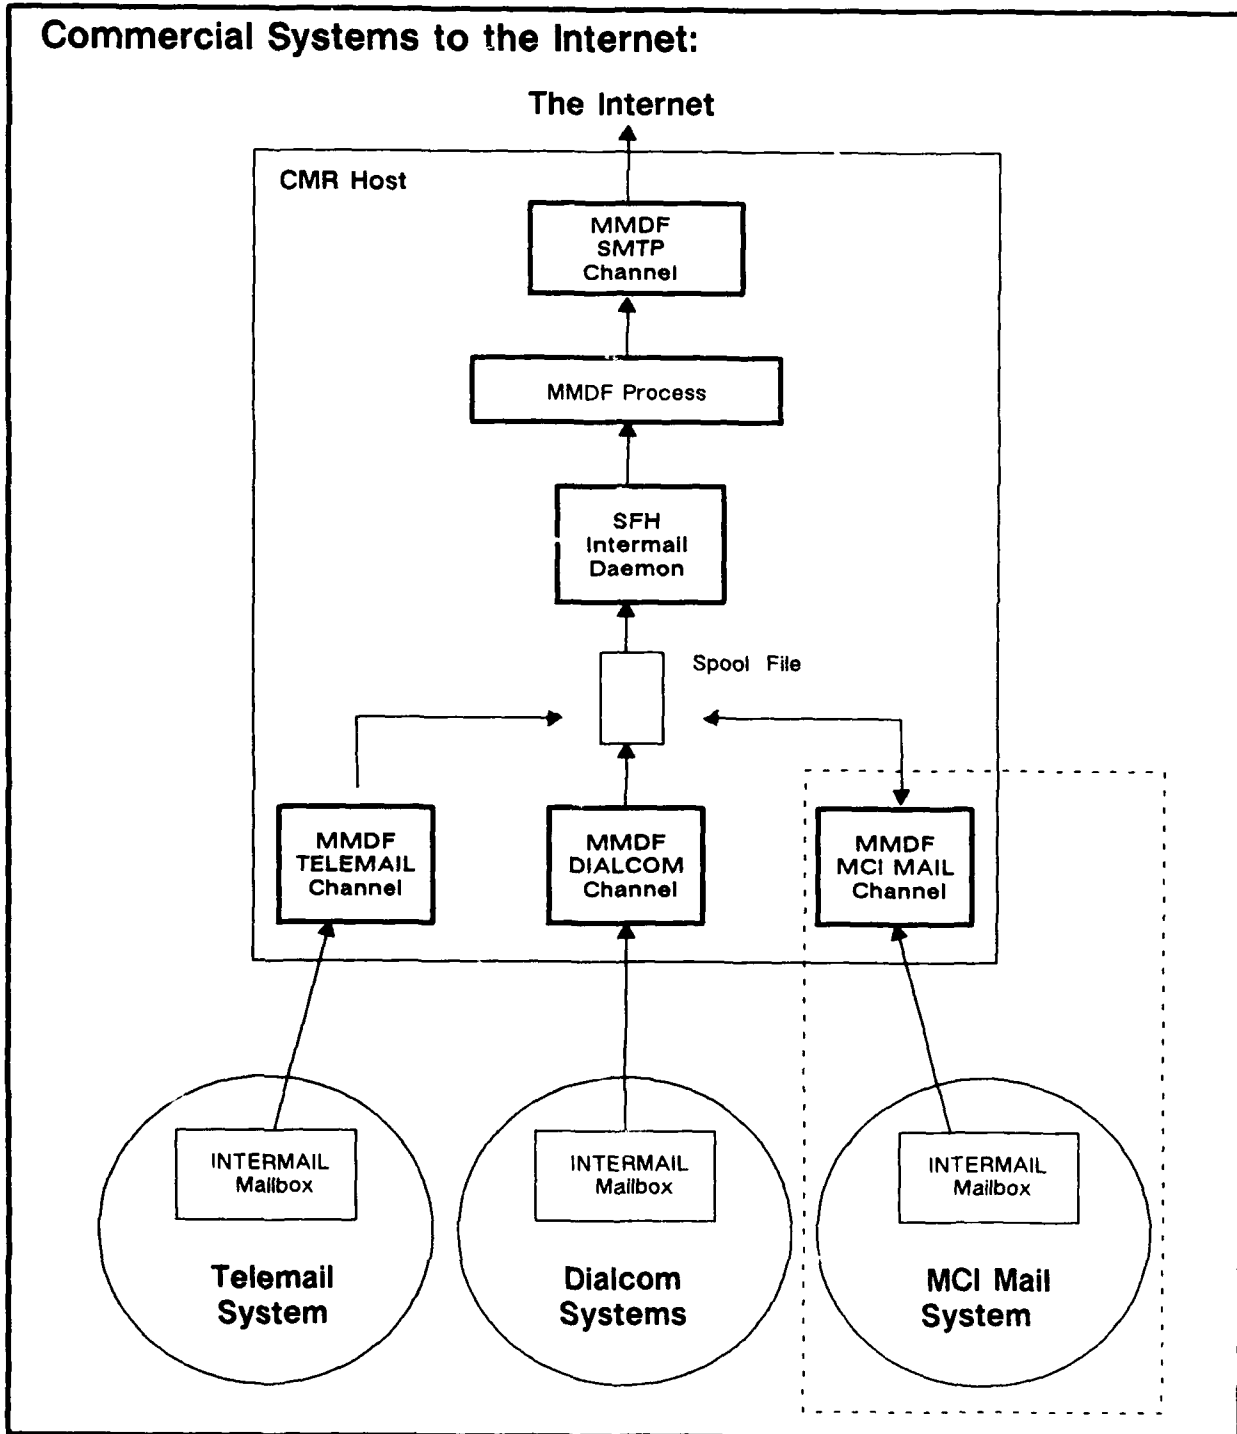 Commercial Systems to the Internet:
The Internet
CMR Host
MMDF
SMTP
Channel
MMDF Process
SFH
Intermail
Daemon
Spool File
MMDF
TELEMAIL
Channel
MMDF
DIALCOM
Channel
MMDF
MCI MAIL
Channel
INTERMAIL
Mailbox
INTERMAIL
Mailbox
INTERMAIL
Mailbox
Telemail
System
Dialcom
Systems
MCI Mail
System